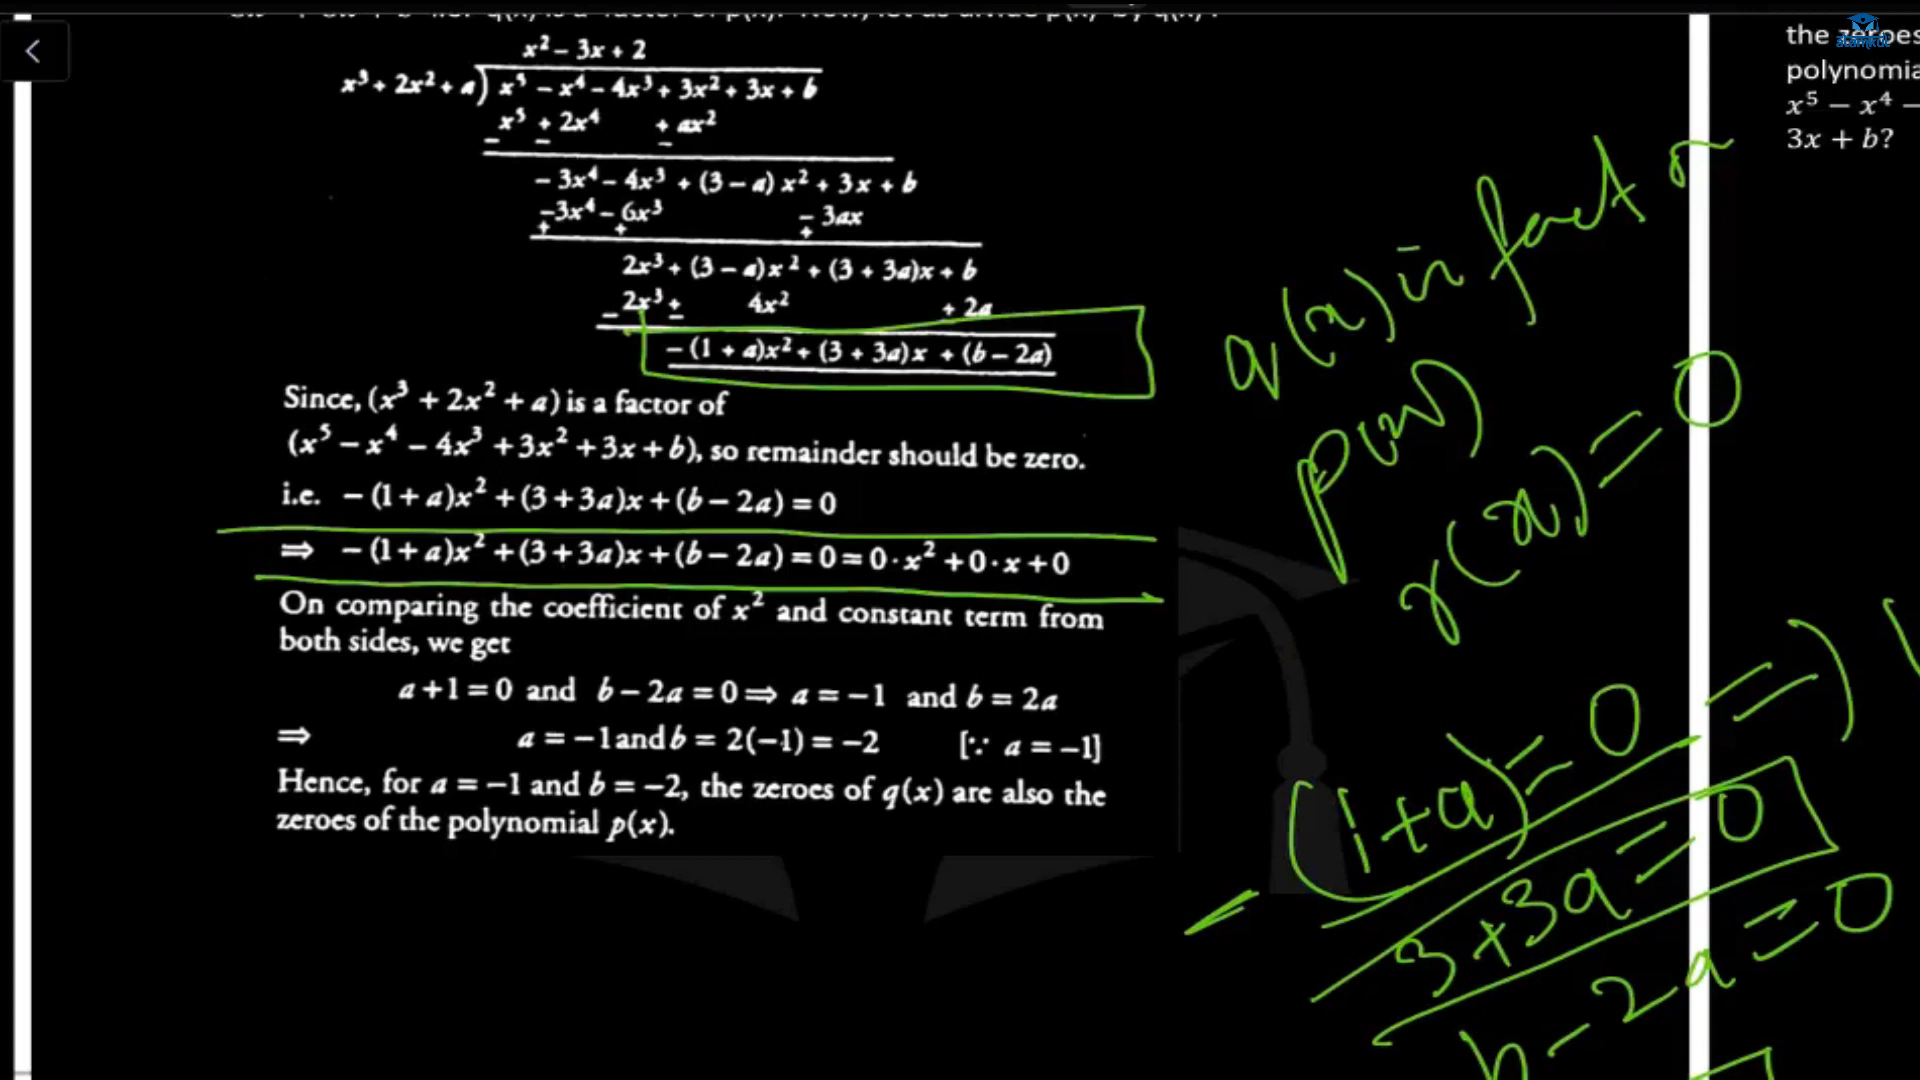 x² – 3x + 2
x³ + 2x² + a) x⁵ – x⁴ – 4x³ + 3x² + 3x + b
x⁵ + 2x⁴ + ax²
– – –
– 3x⁴ – 4x³ + (3 – a) x² + 3x + b
–3x⁴ – 6x³ – 3ax
+ + +
2x³ + (3 – a)x² + (3 + 3a)x + b
2x³ + 4x² + 2a
– –
– (1 + a)x² + (3 + 3a)x + (b – 2a)
Since, (x³ + 2x² + a) is a factor of
(x⁵ – x⁴ – 4x³ + 3x² + 3x + b), so remainder should be zero.
i.e. – (1 + a)x² + (3 + 3a)x + (b – 2a) = 0
⇒ – (1 + a)x² + (3 + 3a)x + (b – 2a) = 0 = 0 · x² + 0 · x + 0
On comparing the coefficient of x² and constant term from
both sides, we get
a + 1 = 0 and b – 2a = 0 ⇒ a = –1 and b = 2a
⇒ a = –1 and b = 2(–1) = –2 [∵ a = –1]
Hence, for a = –1 and b = –2, the zeroes of q(x) are also the
zeroes of the polynomial p(x).
q(x) is fact
p(x)
r(x) = 0
(1+a) = 0 =)
3+3a = 0
b – 2a = 0
the zeroes
polynomia
x⁵ – x⁴ –
3x + b?